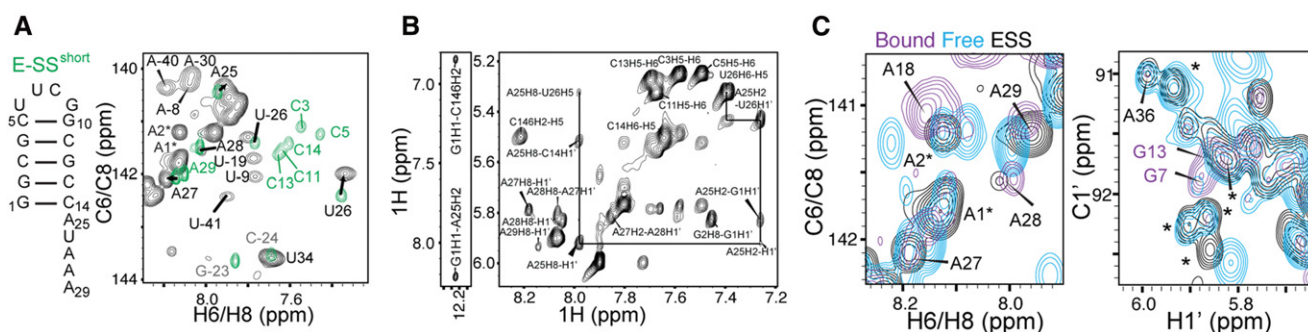 A
E-SSshort
U C
U G
5C G10
G C
C G
G C
1G C14
A25
U
A
A
A29
140
142
144
C6/C8 (ppm)
A-40
A-30
A25
A-8
U-26
C3
C5
A2*
A1*
A28
A29
U-19
C14
C13
C11
A27
U-9
U-41
U26
C-24
G-23
U34
8.0
7.6
H6/H8 (ppm)
B
G1H1-C146H2
G1H1-A25H2
7.0
8.0
12.2
1H (ppm)
5.2
5.4
5.6
5.8
6.0
C13H5-H6
C3H5-H6
C5H5-H6
U26H6-H5
A25H8-U26H5
A25H2
-U26H1'
C11H5-H6
C146H2-H5
C14H6-H5
A25H8-C14H1'
A27H8-H1'
A28H8-A27H1'
A25H2-G1H1'
A28H8-H1'
A29H8-H1'
A27H2-A28H1'
G2H8-G1H1'
A25H8-H1'
A25H2-H1'
8.2
8.0
7.8
7.6
7.4
7.2
1H (ppm)
C
Bound Free ESS
141
142
C6/C8 (ppm)
A18
A29
A2*
A1*
A28
A27
8.2
8.0
H6/H8 (ppm)
91
92
C1' (ppm)
*
A36
G13
G7
*
*
*
*
6.0
5.8
H1' (ppm)